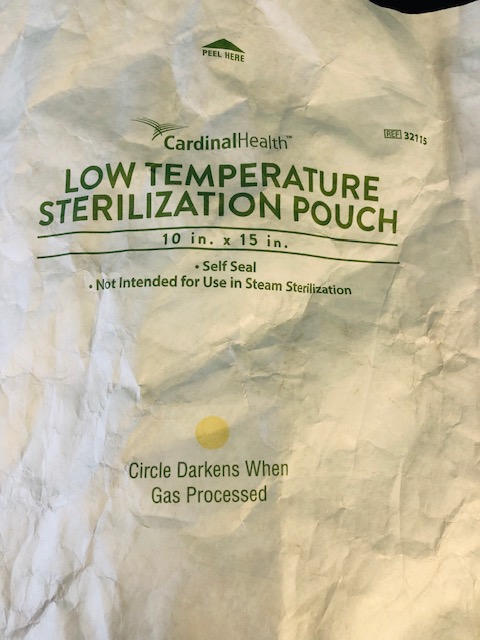 PEEL HERE
CardinalHealth™
REF 32115
LOW TEMPERATURE
STERILIZATION POUCH
10 in. x 15 in.
• Self Seal
• Not Intended for Use in Steam Sterilization
Circle Darkens When
Gas Processed